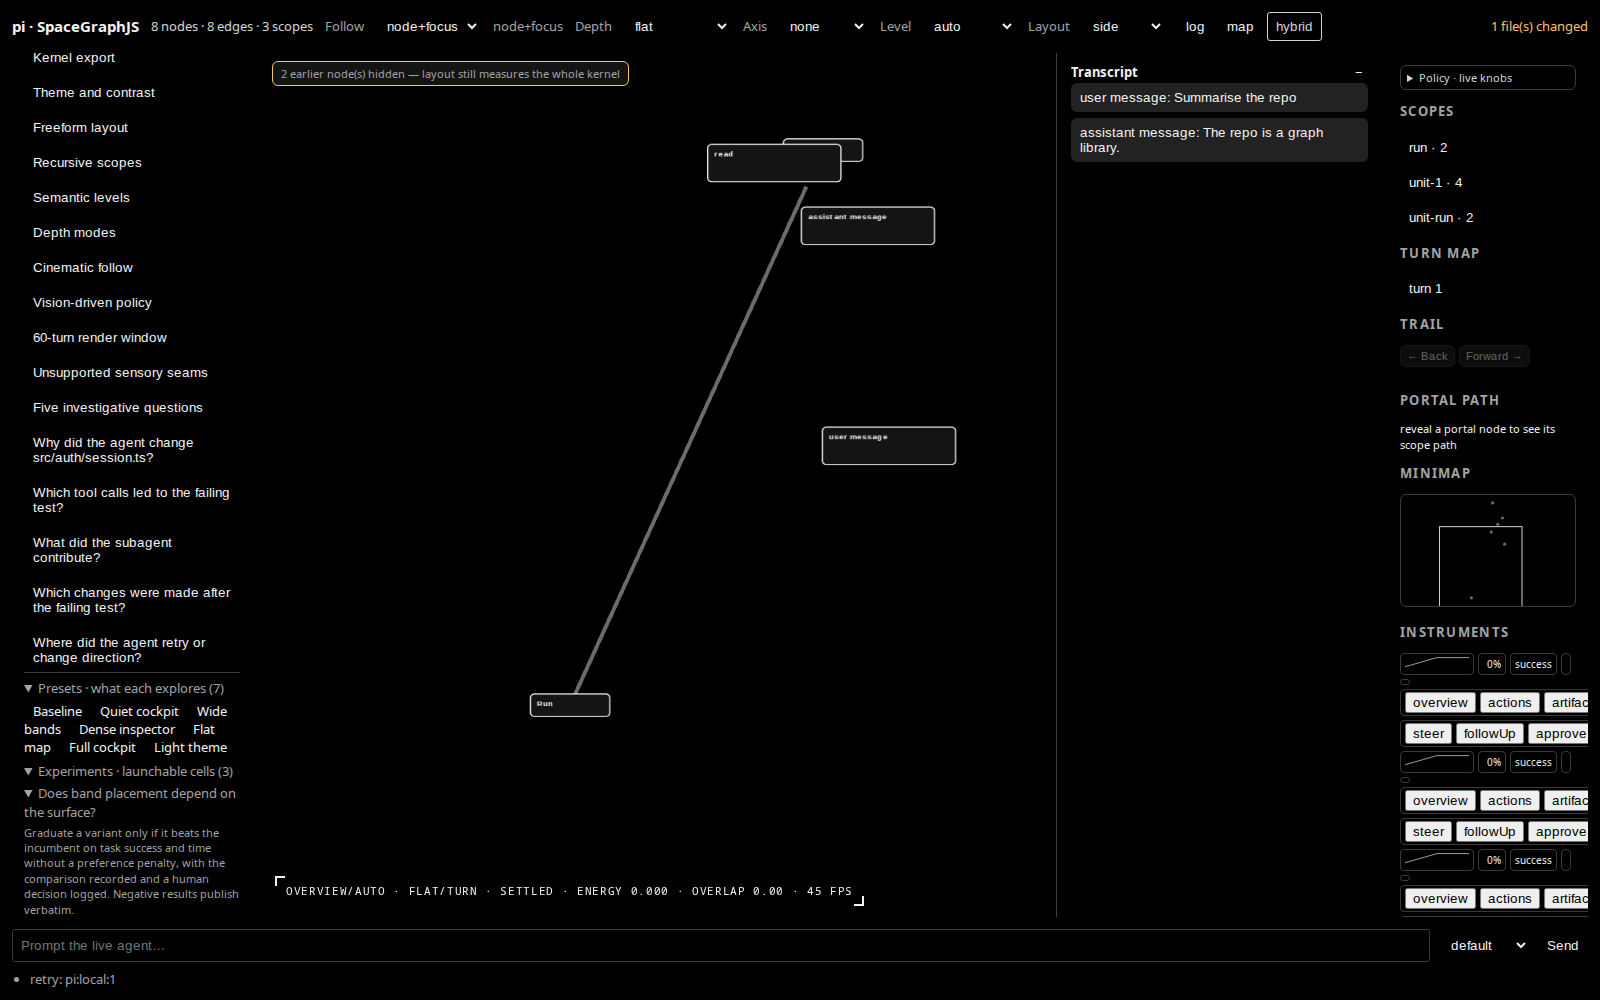 pi · SpaceGraphJS 8 nodes · 8 edges · 3 scopes Follow node+focus node+focus Depth flat Axis none Level auto Layout side log map hybrid 1 file(s) changed
Kernel export
Theme and contrast
Freeform layout
Recursive scopes
Semantic levels
Depth modes
Cinematic follow
Vision-driven policy
60-turn render window
Unsupported sensory seams
Five investigative questions
Why did the agent change
src/auth/session.ts?
Which tool calls led to the failing
test?
What did the subagent
contribute?
Which changes were made after
the failing test?
Where did the agent retry or
change direction?
Presets · what each explores (7)
Baseline Quiet cockpit Wide
bands Dense inspector Flat
map Full cockpit Light theme
Experiments · launchable cells (3)
Does band placement depend on
the surface?
Graduate a variant only if it beats the
incumbent on task success and time
without a preference penalty, with the
comparison recorded and a human
decision logged. Negative results publish
verbatim.
2 earlier node(s) hidden — layout still measures the whole kernel
read
assistant message
user message
Run
OVERVIEW/AUTO · FLAT/TURN · SETTLED · ENERGY 0.000 · OVERLAP 0.00 · 45 FPS
Transcript −
user message: Summarise the repo
assistant message: The repo is a graph
library.
Policy · live knobs
SCOPES
run · 2
unit-1 · 4
unit-run · 2
TURN MAP
turn 1
TRAIL
← Back Forward →
PORTAL PATH
reveal a portal node to see its
scope path
MINIMAP
INSTRUMENTS
0% success
overview actions artifac
steer followUp approve
0% success
overview actions artifac
steer followUp approve
0% success
overview actions artifac
Prompt the live agent... default Send
retry: pi:local:1